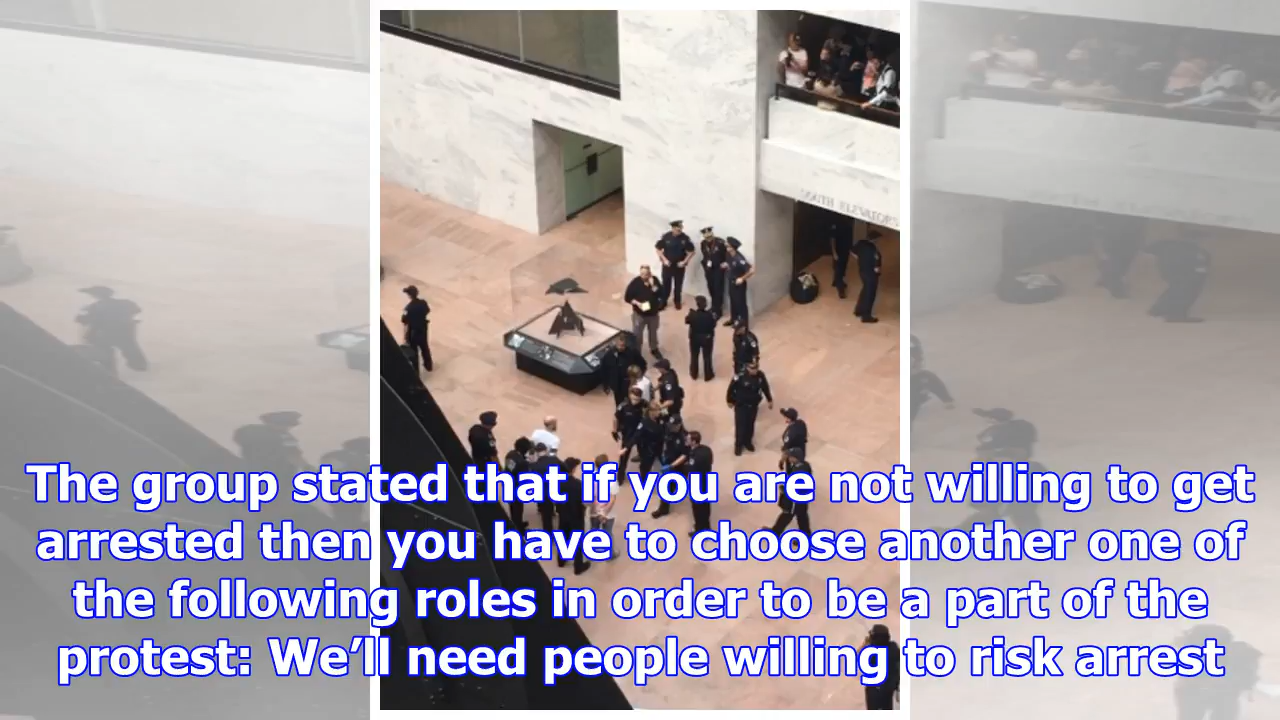 SOUTH ELEVATORS
The group stated that if you are not willing to get
arrested then you have to choose another one of
the following roles in order to be a part of the
protest: We’ll need people willing to risk arrest